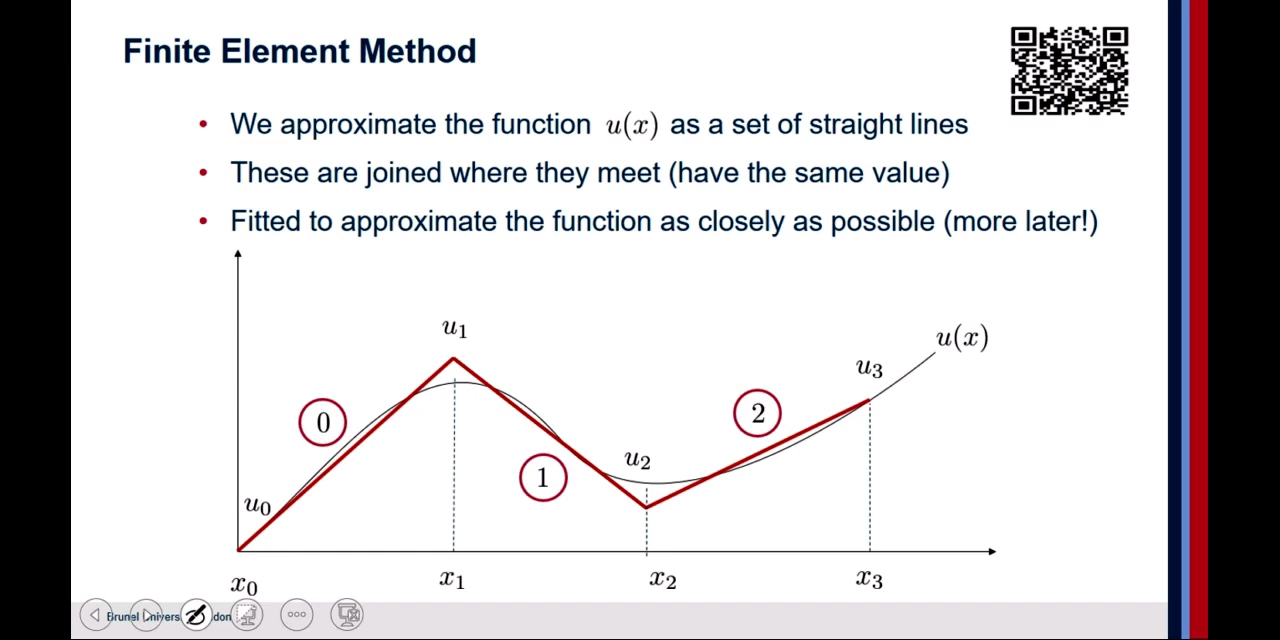 Finite Element Method
• We approximate the function u(x) as a set of straight lines
• These are joined where they meet (have the same value)
• Fitted to approximate the function as closely as possible (more later!)
u₁
u(x)
u₃
0
2
u₂
1
u₀
x₀
x₁
x₂
x₃
Brunel